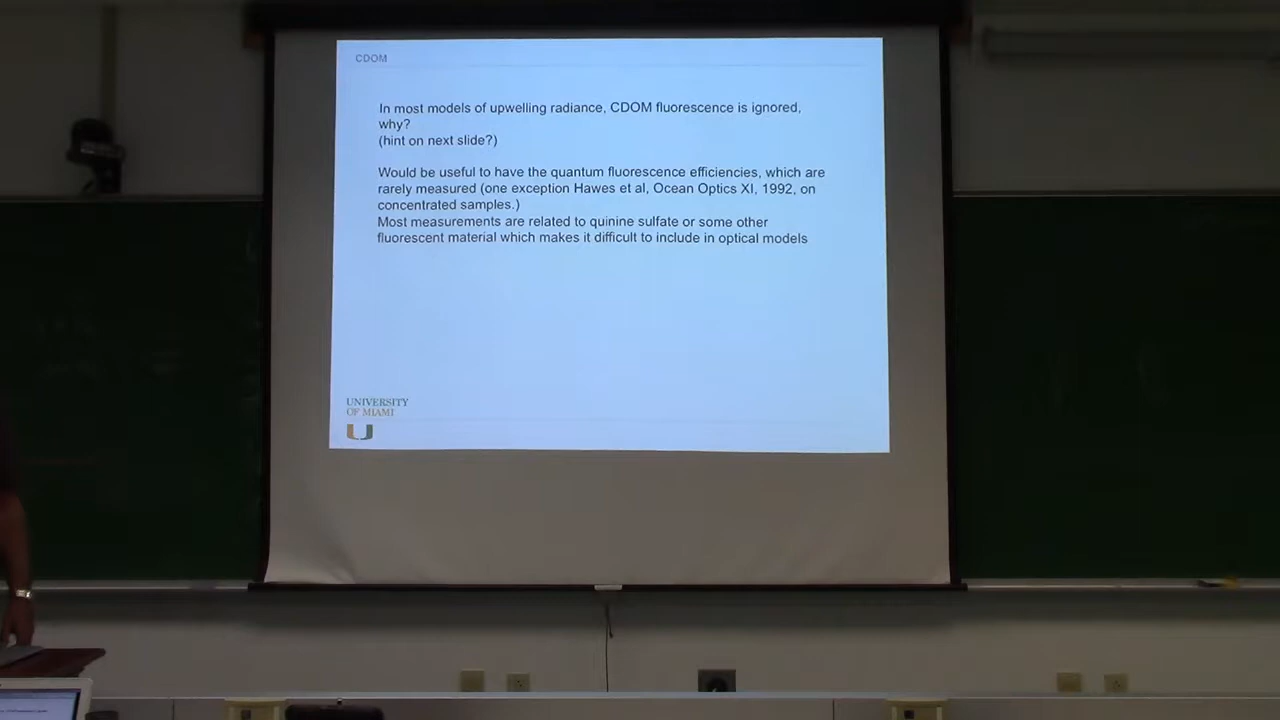 CDOM
In most models of upwelling radiance, CDOM fluorescence is ignored,
why?
(hint on next slide?)
Would be useful to have the quantum fluorescence efficiencies, which are
rarely measured (one exception Hawes et al, Ocean Optics XI, 1992, on
concentrated samples.)
Most measurements are related to quinine sulfate or some other
fluorescent material which makes it difficult to include in optical models
UNIVERSITY
OF MIAMI